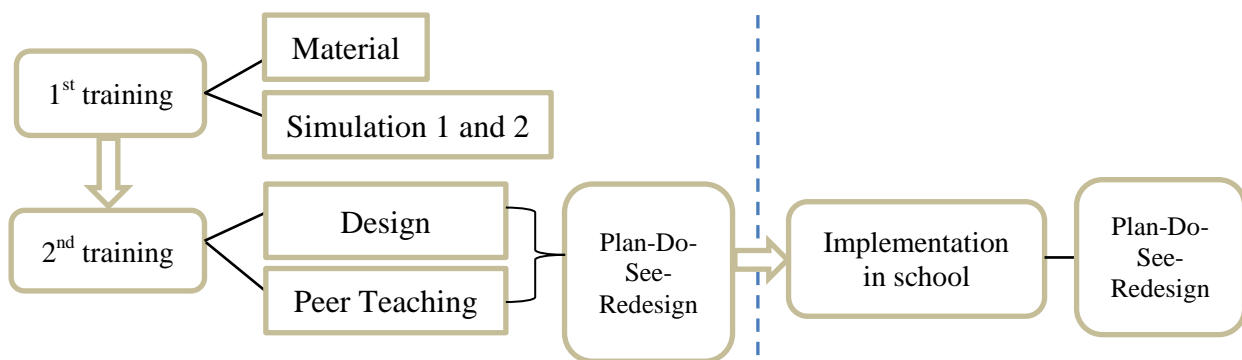 1st training
Material
Simulation 1 and 2
2nd training
Design
Peer Teaching
Plan-Do-
See-
Redesign
Implementation
in school
Plan-Do-
See-
Redesign